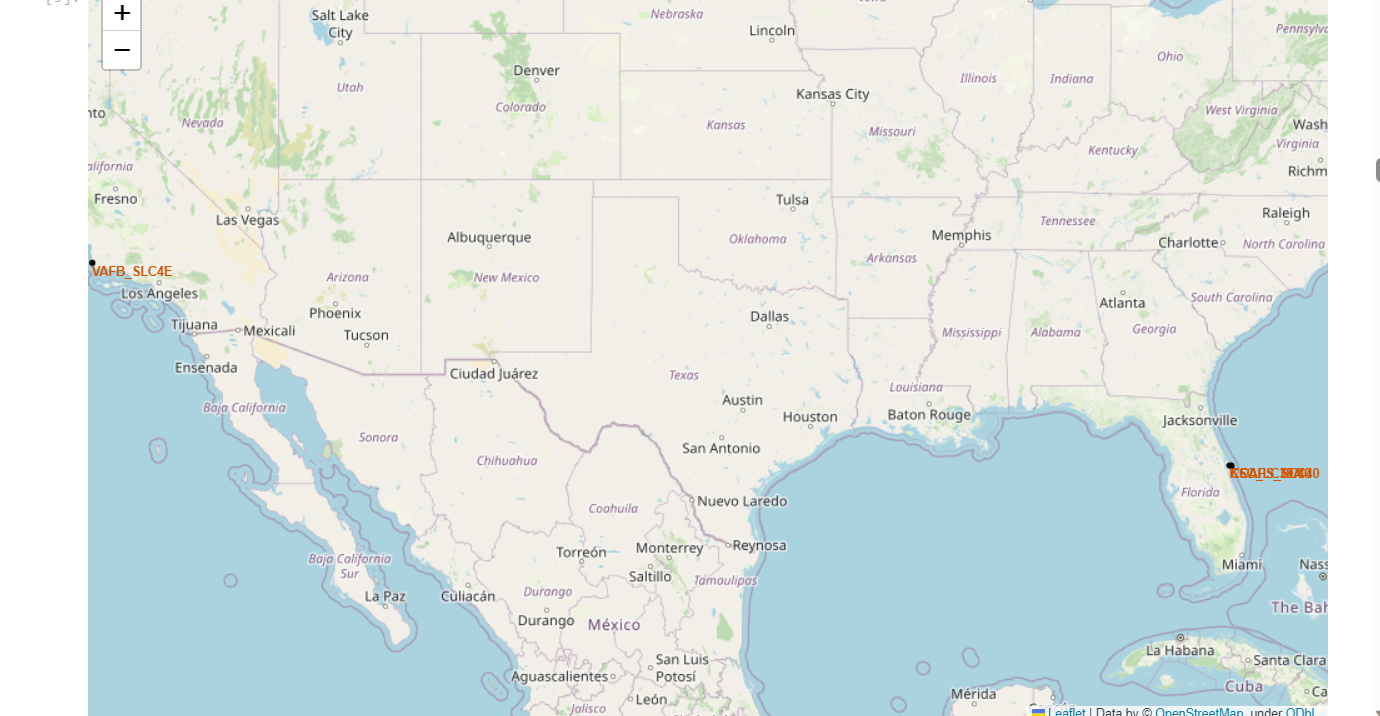 +
−
Salt Lake
City
Nebraska
Lincoln
Pennsylv
Ohio
Denver
Utah
Colorado
Illinois
Indiana
Kansas City
nto
Nevada
Kansas
Missouri
West Virginia
Wash
Virginia
Kentucky
alifornia
Richm
Fresno
Las Vegas
Tulsa
Raleigh
Tennessee
Albuquerque
Oklahoma
Memphis
Charlotte
North Carolina
Arkansas
VAFB_SLC4E
Arizona
New Mexico
Los Angeles
South Carolina
Phoenix
Atlanta
Tijuana
Mexicali
Tucson
Dallas
Mississippi
Alabama
Georgia
Ensenada
Ciudad Juárez
Texas
Louisiana
Baja California
Austin
Houston
Baton Rouge
Jacksonville
Sonora
San Antonio
Chihuahua
Florida
Nuevo Laredo
Coahuila
Torreón
Monterrey
Reynosa
Baja California
Sur
Saltillo
Tamaulipas
Miami
Nass
La Paz
Culiacán
Durango
The Bah
Durango
México
La Habana
San Luis
Potosí
Santa Clara
Aguascalientes
Cuba
Ca
León
Mérida
Jalisco
Leaflet | Data by © OpenStreetMap, under ODbL